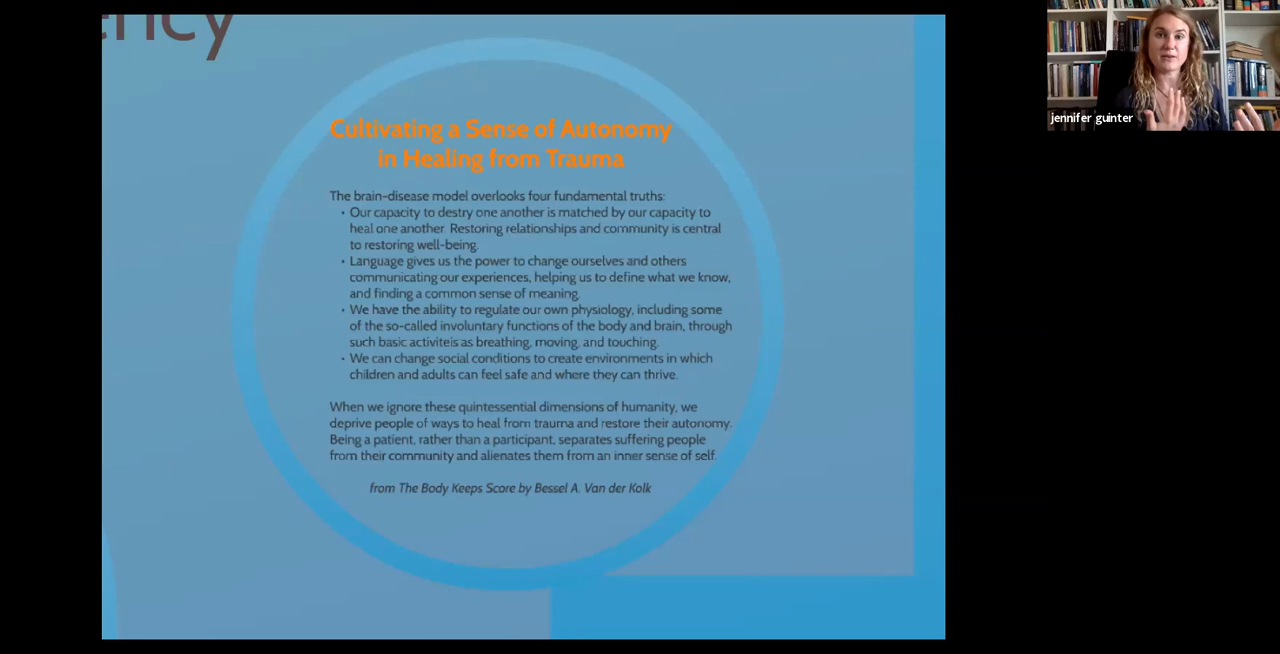 ency
Cultivating a Sense of Autonomy
in Healing from Trauma
The brain-disease model overlooks four fundamental truths:
• Our capacity to destry one another is matched by our capacity to
heal one another. Restoring relationships and community is central
to restoring well-being.
• Language gives us the power to change ourselves and others
communicating our experiences, helping us to define what we know,
and finding a common sense of meaning.
• We have the ability to regulate our own physiology, including some
of the so-called involuntary functions of the body and brain, through
such basic activiteis as breathing, moving, and touching.
• We can change social conditions to create environments in which
children and adults can feel safe and where they can thrive.
When we ignore these quintessential dimensions of humanity, we
deprive people of ways to heal from trauma and restore their autonomy.
Being a patient, rather than a participant, separates suffering people
from their community and alienates them from an inner sense of self.
from The Body Keeps Score by Bessel A. Van der Kolk
jennifer guinter